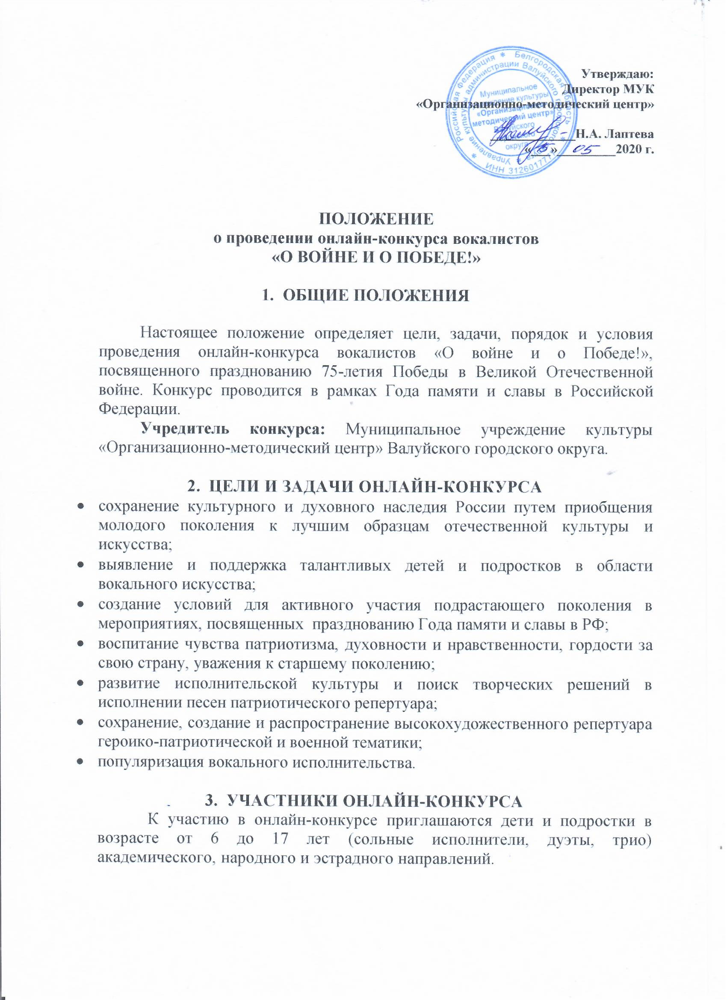 Утверждаю:
Директор МУК
«Организационно-методический центр»
Н.А. Лаптева
« » 05 2020 г.
Российская Федерация * Белгородская область *
Управление культуры администрации Валуйского городского округа
ИНН 3126017777
Муниципальное
учреждение культуры
«Организационно-
методический центр»
Валуйского
городского
округа
ПОЛОЖЕНИЕ
о проведении онлайн-конкурса вокалистов
«О ВОЙНЕ И О ПОБЕДЕ!»
1. ОБЩИЕ ПОЛОЖЕНИЯ
Настоящее положение определяет цели, задачи, порядок и условия
проведения онлайн-конкурса вокалистов «О войне и о Победе!»,
посвященного празднованию 75-летия Победы в Великой Отечественной
войне. Конкурс проводится в рамках Года памяти и славы в Российской
Федерации.
Учредитель конкурса: Муниципальное учреждение культуры
«Организационно-методический центр» Валуйского городского округа.
2. ЦЕЛИ И ЗАДАЧИ ОНЛАЙН-КОНКУРСА
• сохранение культурного и духовного наследия России путем приобщения
молодого поколения к лучшим образцам отечественной культуры и
искусства;
• выявление и поддержка талантливых детей и подростков в области
вокального искусства;
• создание условий для активного участия подрастающего поколения в
мероприятиях, посвященных празднованию Года памяти и славы в РФ;
• воспитание чувства патриотизма, духовности и нравственности, гордости за
свою страну, уважения к старшему поколению;
• развитие исполнительской культуры и поиск творческих решений в
исполнении песен патриотического репертуара;
• сохранение, создание и распространение высокохудожественного репертуара
героико-патриотической и военной тематики;
• популяризация вокального исполнительства.
3. УЧАСТНИКИ ОНЛАЙН-КОНКУРСА
К участию в онлайн-конкурсе приглашаются дети и подростки в
возрасте от 6 до 17 лет (сольные исполнители, дуэты, трио)
академического, народного и эстрадного направлений.